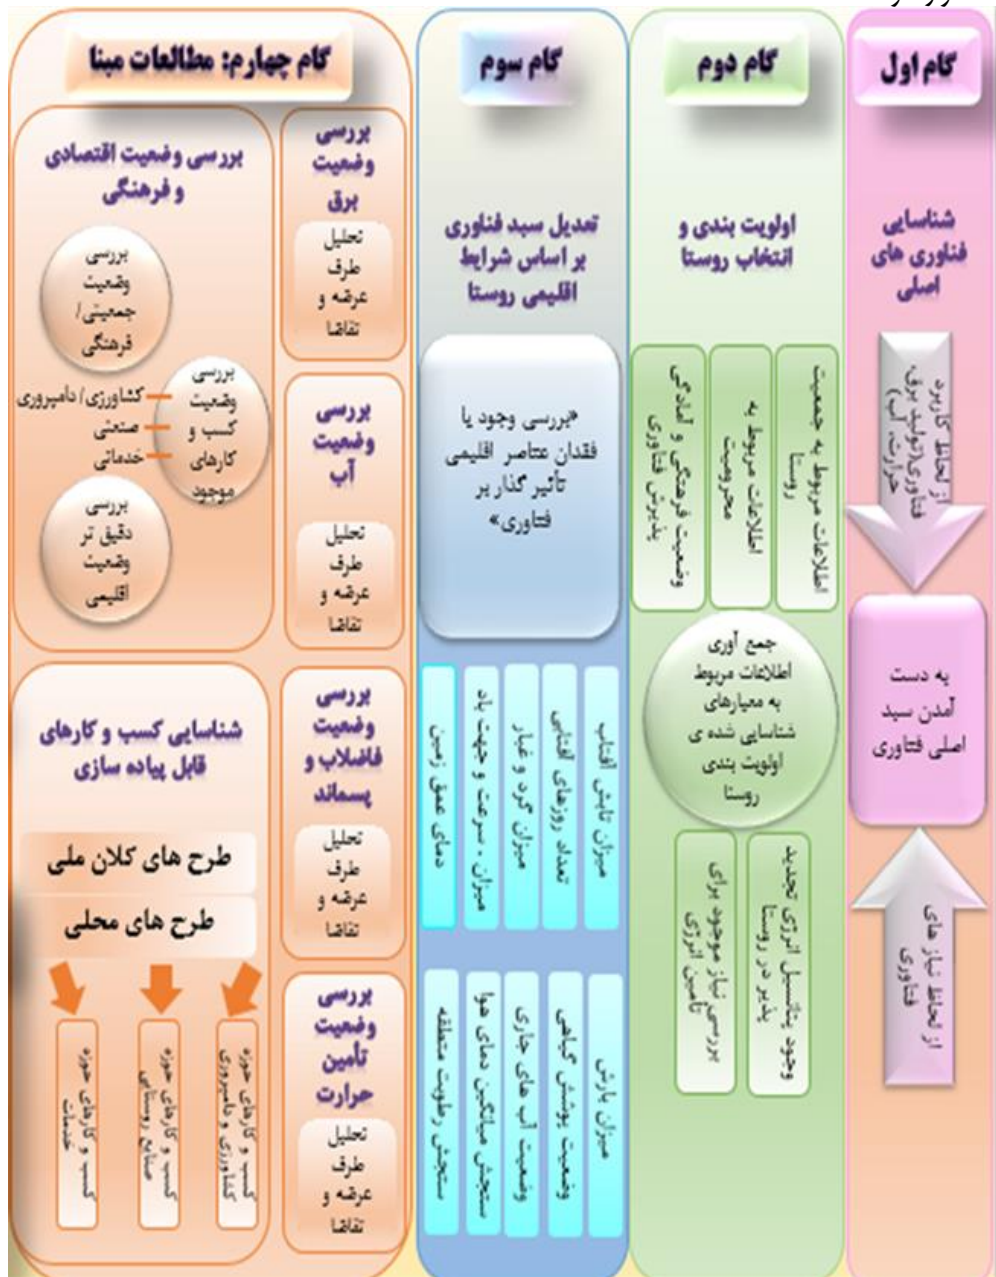 گام اول
شناسایی
فناوری های
اصلی
از لحاظ کاربرد
فناوری(تولید برق،
حرارت، آب)
به دست
آمدن سبد
اصلی فناوری
از لحاظ نیاز های
فناوری
گام دوم
اولویت بندی و
انتخاب روستا
اطلاعات مربوط به جمعیت
روستا
اطلاعات مربوط به
محرومیت
وضعیت فرهنگی و آمادگی
پذیرش فناوری
جمع آوری
اطلاعات مربوط
به معیارهای
شناسایی شده ی
اولویت بندی
روستا
وجود پتانسیل انرژی تجدید
پذیر در روستا
بررسی نیاز موجود برای
تأمین انرژی
گام سوم
تعدیل سبد فناوری
بر اساس شرایط
اقلیمی روستا
«بررسی وجود یا
فقدان عناصر اقلیمی
تأثیر گذار بر
فناوری»
میزان تابش آفتاب
تعداد روزهای آفتابی
میزان گرد و غبار
میزان ، سرعت و جهت باد
دمای عمق زمین
میزان بارش
وضعیت پوشش گیاهی
وضعیت آب های جاری
سنجش میانگین دمای هوا
سنجش رطوبت منطقه
گام چهارم: مطالعات مبنا
بررسی
وضعیت
برق
تحلیل
طرف
عرضه و
تقاضا
بررسی
وضعیت
آب
تحلیل
طرف
عرضه و
تقاضا
بررسی
وضعیت
فاضلاب و
پسماند
تحلیل
طرف
عرضه و
تقاضا
بررسی
وضعیت
تأمین
حرارت
تحلیل
طرف
عرضه و
تقاضا
بررسی وضعیت اقتصادی
و فرهنگی
بررسی
وضعیت
جمعیتی/
فرهنگی
بررسی
وضعیت
کسب و
کارهای
موجود
کشاورزی/ دامپروری
صنعتی
خدماتی
بررسی
دقیق تر
وضعیت
اقلیمی
شناسایی کسب و کارهای
قابل پیاده سازی
طرح های کلان ملی
طرح های محلی
کسب و کارهای حوزه
کشاورزی و دامپروری
کسب و کارهای حوزه
صنایع روستایی
کسب و کارهای حوزه
خدمات